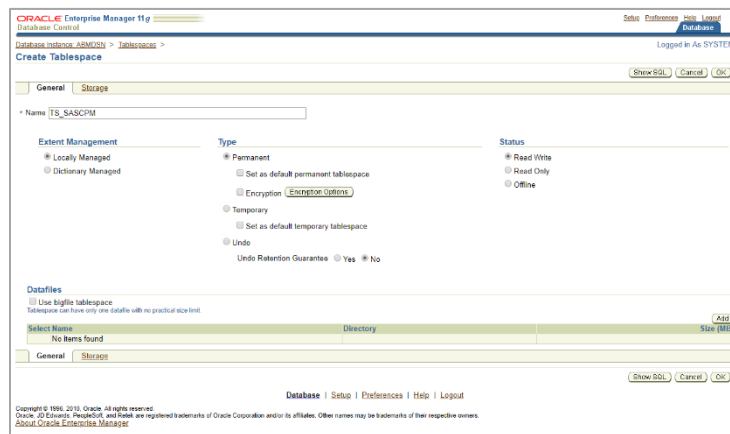 ORACLE Enterprise Manager 11g
Setup Preferences Help Logout
Database Control
Database
Database Instance: ABMDSN > Tablespaces >
Logged in As SYSTEM
Create Tablespace
Show SQL Cancel OK
General Storage
* Name TS_SASCPM
Extent Management Type Status
Locally Managed Permanent Read Write
Dictionary Managed Set as default permanent tablespace Read Only
Encryption Encryption Options Offline
Temporary
Set as default temporary tablespace
Undo
Undo Retention Guarantee Yes No
Datafiles
Use bigfile tablespace
Tablespace can have only one datafile with no practical size limit.
Add
Select Name Directory Size (MB
No items found
General Storage
Show SQL Cancel OK
Database | Setup | Preferences | Help | Logout
Copyright © 1996, 2010, Oracle. All rights reserved.
Oracle, JD Edwards, PeopleSoft, and Retek are registered trademarks of Oracle Corporation and/or its affiliates. Other names may be trademarks of their respective owners.
About Oracle Enterprise Manager